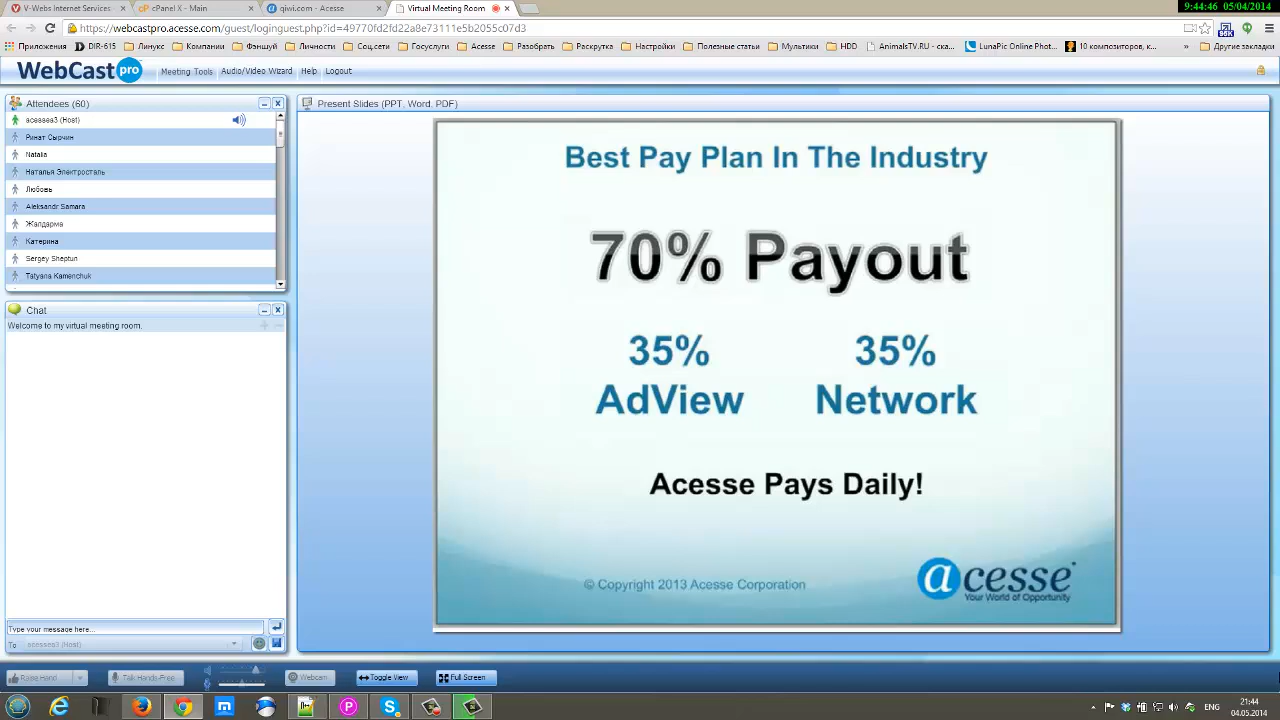 9:44:46 05/04/2014
V-Webs Internet Services
cPanel X - Main
qiwi.com - Acesse
Virtual Meeting Room
https://webcastpro.acesse.com/guest/loginguest.php?id=49770fd2fd22a8e73111e5b2055c07d3
Приложения DIR-615 Линукс Компании Фэншуй Личности Соц.сети Госуслуги Acesse Разобрать Раскрутка Настройки Полезные статьи Мультики HDD AnimalsTV.RU - ска... LunaPic Online Phot... 10 композиторов, к... » Другие закладки
WebCast pro Meeting Tools Audio/Video Wizard Help Logout
Attendees (60)
acessea3 (Host)
Ринат Сырчин
Natalia
Наталья Электросталь
Любовь
Aleksandr Samara
Жалдарма
Катерина
Sergey Sheptun
Tatyana Kamenchuk
Chat
Welcome to my virtual meeting room.
Type your message here...
To acessea3 (Host)
Present Slides (PPT, Word, PDF)
Best Pay Plan In The Industry
70% Payout
35% 35%
AdView Network
Acesse Pays Daily!
© Copyright 2013 Acesse Corporation
acesse
Your World of Opportunity
Raise Hand Talk Hands-Free Webcam Toggle View Full Screen
ENG
21:44
04.05.2014